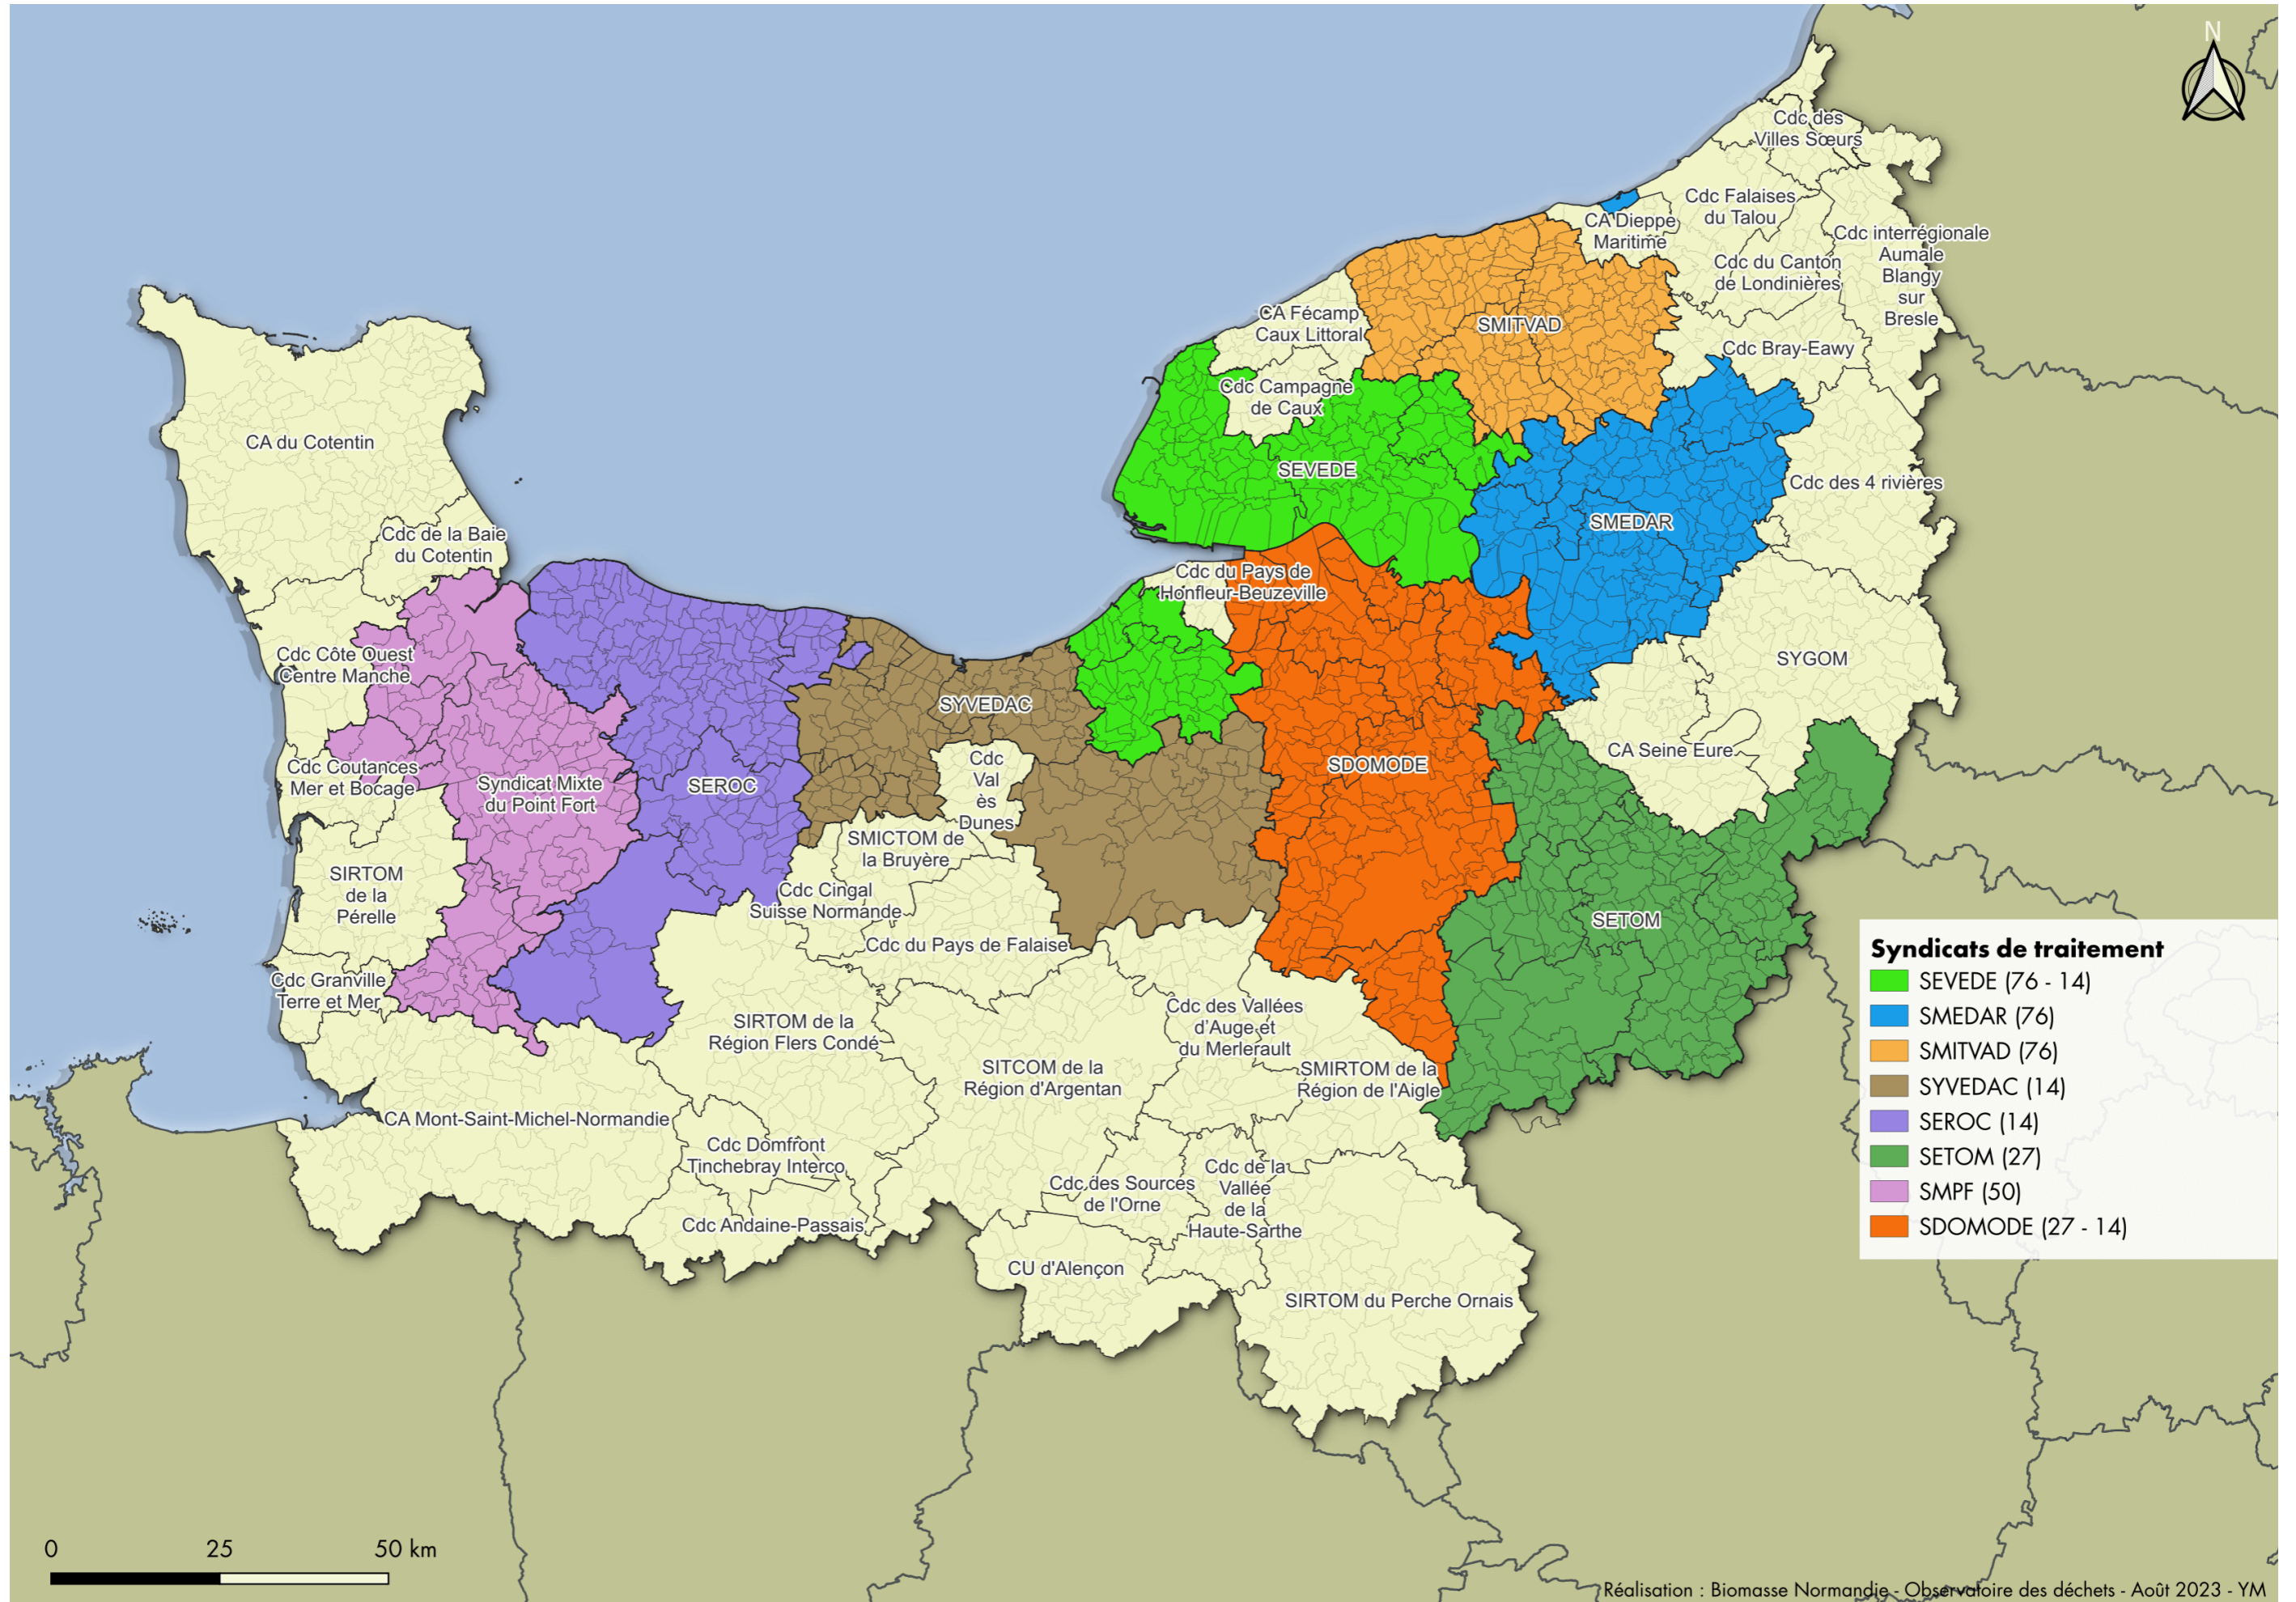 N
Cdc des
Villes Sœurs
Cdc Falaises
du Talou
CA Dieppe
Maritime
Cdc interrégionale
Aumale
Blangy
sur
Bresle
Cdc du Canton
de Londinières
CA Fécamp
Caux Littoral
SMITVAD
Cdc Bray-Eawy
Cdc Campagne
de Caux
CA du Cotentin
SEVEDE
Cdc des 4 rivières
SMEDAR
Cdc de la Baie
du Cotentin
Cdc du Pays de
Honfleur-Beuzeville
Cdc Côte Ouest
Centre Manche
SYGOM
SYVEDAC
CA Seine Eure
Cdc Coutances
Mer et Bocage
Syndicat Mixte
du Point Fort
SEROC
Cdc
Val
ès
Dunes
SDOMODE
SMICTOM de
la Bruyère
SIRTOM
de la
Pérelle
Cdc Cingal
Suisse Normande
Cdc du Pays de Falaise
SETOM
Cdc Granville
Terre et Mer
SIRTOM de la
Région Flers Condé
Cdc des Vallées
d'Auge et
du Merlerault
SITCOM de la
Région d'Argentan
SMIRTOM de la
Région de l'Aigle
CA Mont-Saint-Michel-Normandie
Cdc Domfront
Tinchebray Interco
Cdc des Sources
de l'Orne
Cdc de la
Vallée
de la
Haute-Sarthe
Cdc Andaine-Passais
CU d'Alençon
SIRTOM du Perche Ornais
Syndicats de traitement
SEVEDE (76 - 14)
SMEDAR (76)
SMITVAD (76)
SYVEDAC (14)
SEROC (14)
SETOM (27)
SMPF (50)
SDOMODE (27 - 14)
0 25 50 km
Réalisation : Biomasse Normandie - Observatoire des déchets - Août 2023 - YM